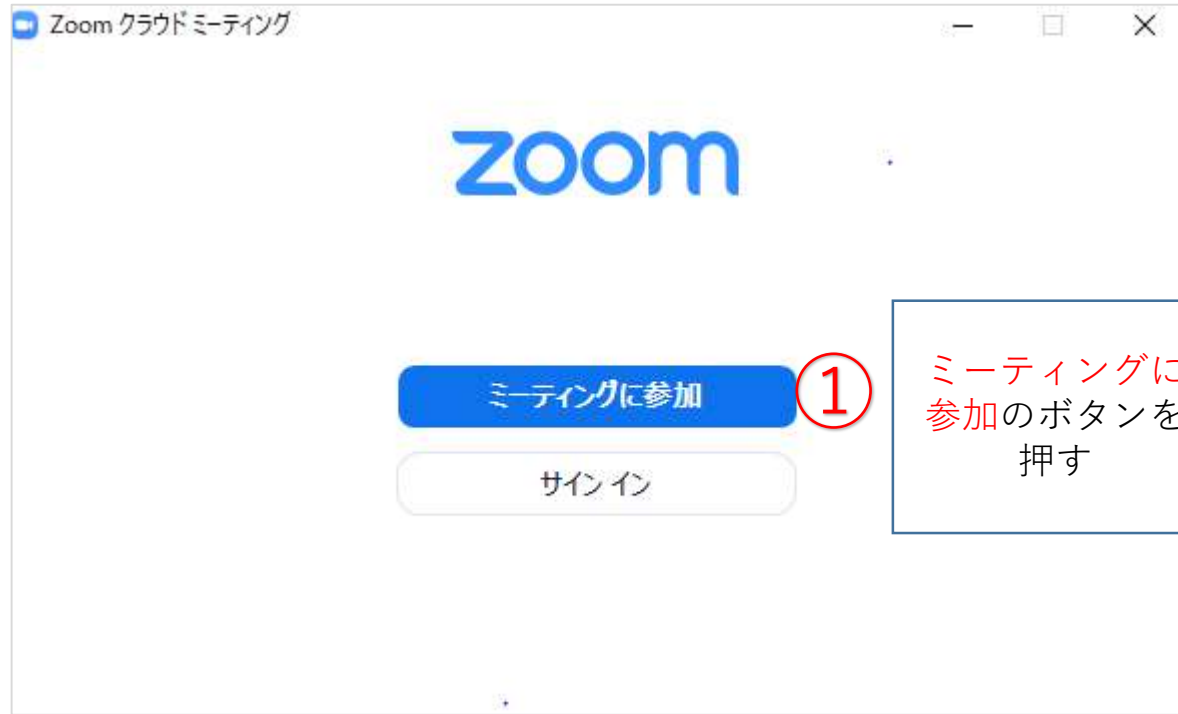 Zoom クラウド ミーティング
zoom
ミーティングに参加
①
ミーティングに
参加のボタンを
押す
サイン イン